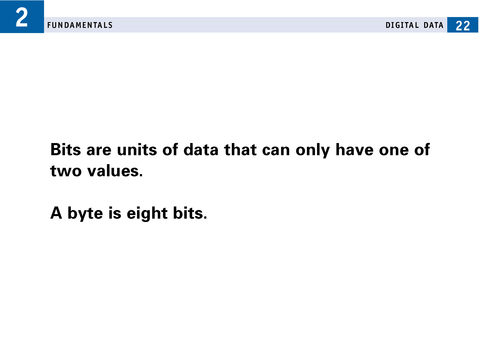 2
FUNDAMENTALS
DIGITAL DATA 22
Bits are units of data that can only have one of
two values.
A byte is eight bits.